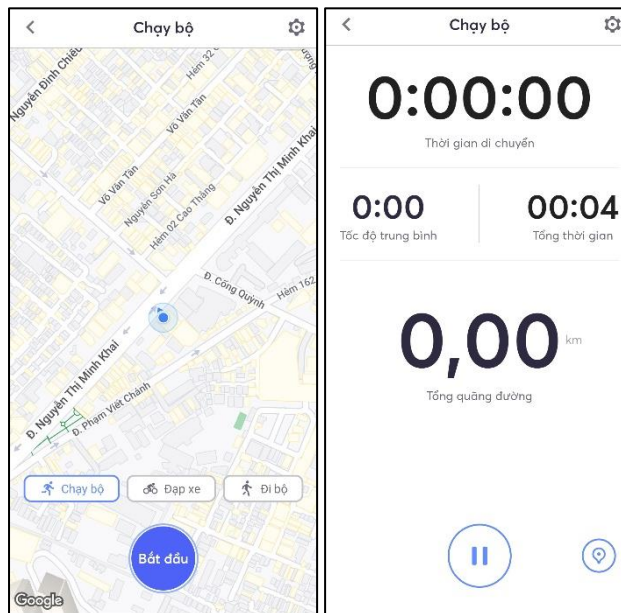 Chạy bộ
Nguyễn Đình Chiểu
Hẻm 32 C
Võ Văn Tần
Võ Văn Tần
Nguyễn Sơn Hà
Hẻm 02 Cao Thắng
Đ. Nguyễn Thị Minh Khai
Đ. Cống Quỳnh
Hẻm 162
Đ. Nguyễn Thị Minh Khai
Đ. Phạm Viết Chánh
Chạy bộ
Đạp xe
Đi bộ
Bắt đầu
Google
Chạy bộ
0:00:00
Thời gian di chuyển
0:00
Tốc độ trung bình
00:04
Tổng thời gian
0,00 km
Tổng quãng đường